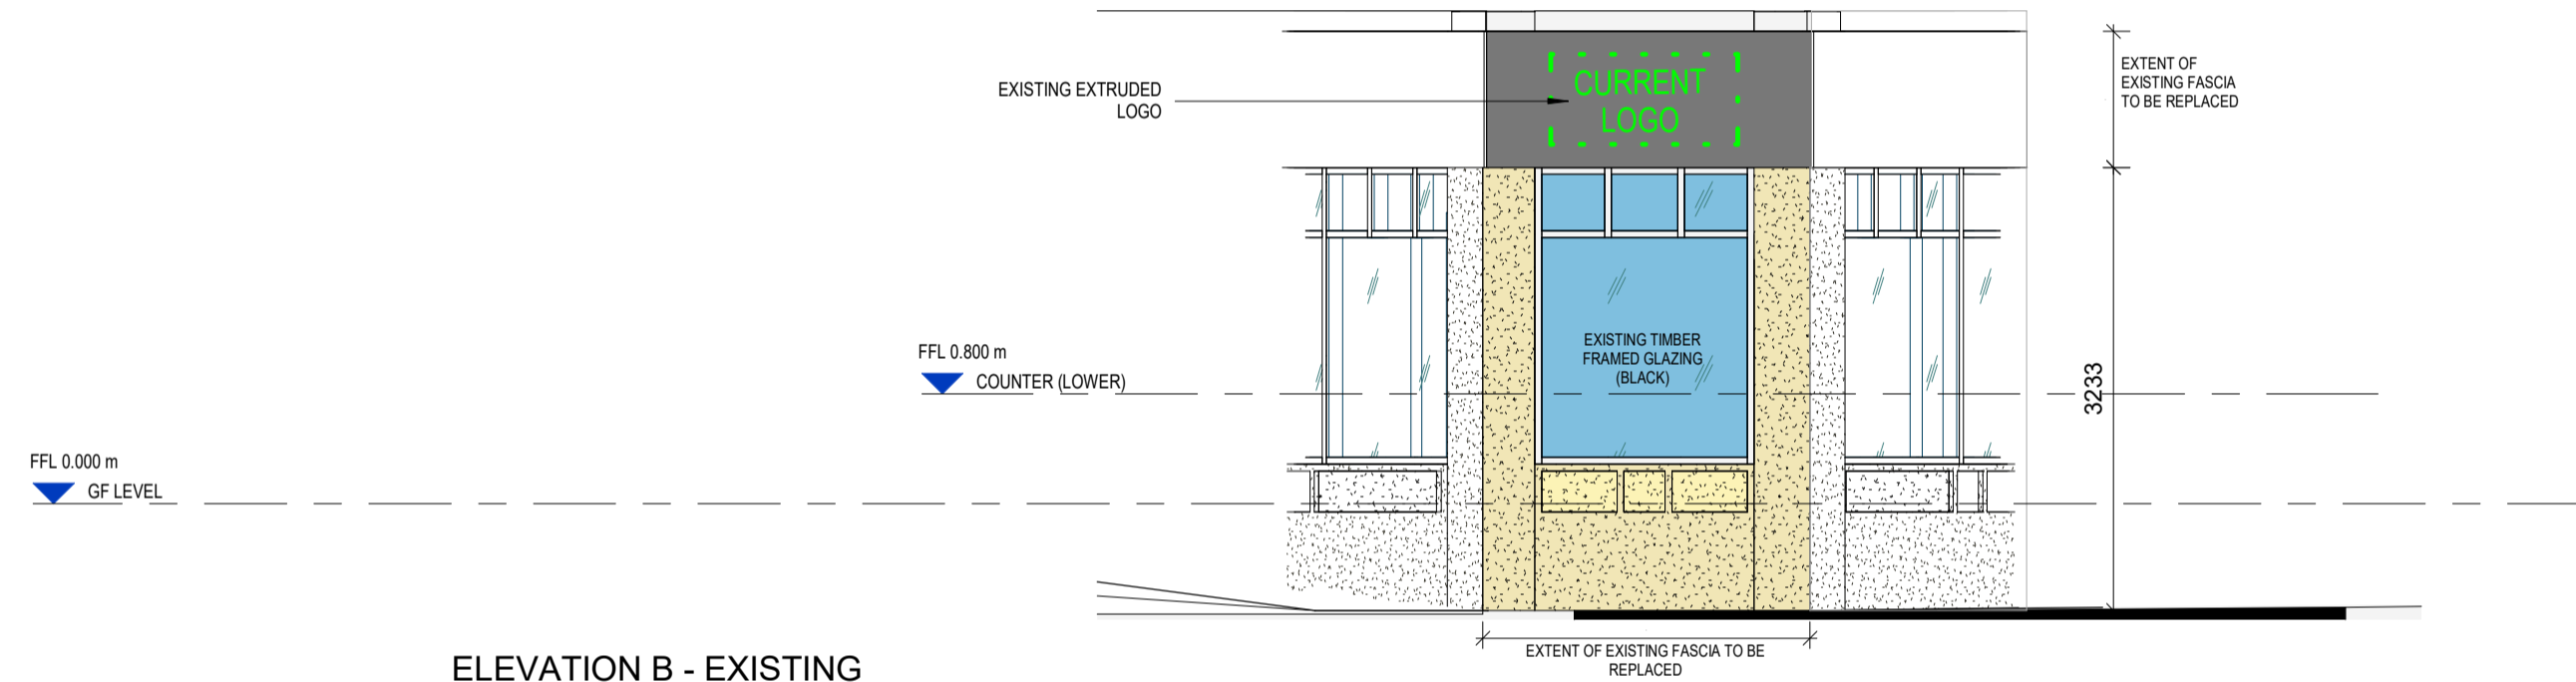 EXISTING EXTRUDED
LOGO
CURRENT
LOGO
EXTENT OF
EXISTING FASCIA
TO BE REPLACED
EXISTING TIMBER
FRAMED GLAZING
(BLACK)
FFL 0.800 m
COUNTER (LOWER)
3233
FFL 0.000 m
GF LEVEL
EXTENT OF EXISTING FASCIA TO BE
REPLACED
ELEVATION B - EXISTING